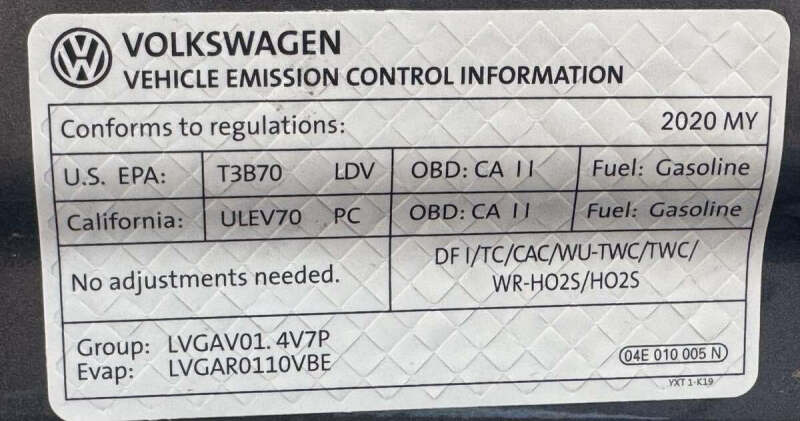 VOLKSWAGEN
VEHICLE EMISSION CONTROL INFORMATION
Conforms to regulations: 2020 MY
U.S. EPA: T3B70 LDV OBD: CA II Fuel: Gasoline
California: ULEV70 PC OBD: CA II Fuel: Gasoline
No adjustments needed.
DFI/TC/CAC/WU-TWC/TWC/
WR-HO2S/HO2S
Group: LVGAV01.4V7P
Evap: LVGAR0110VBE
04E 010 005 N
YXT 1-K19